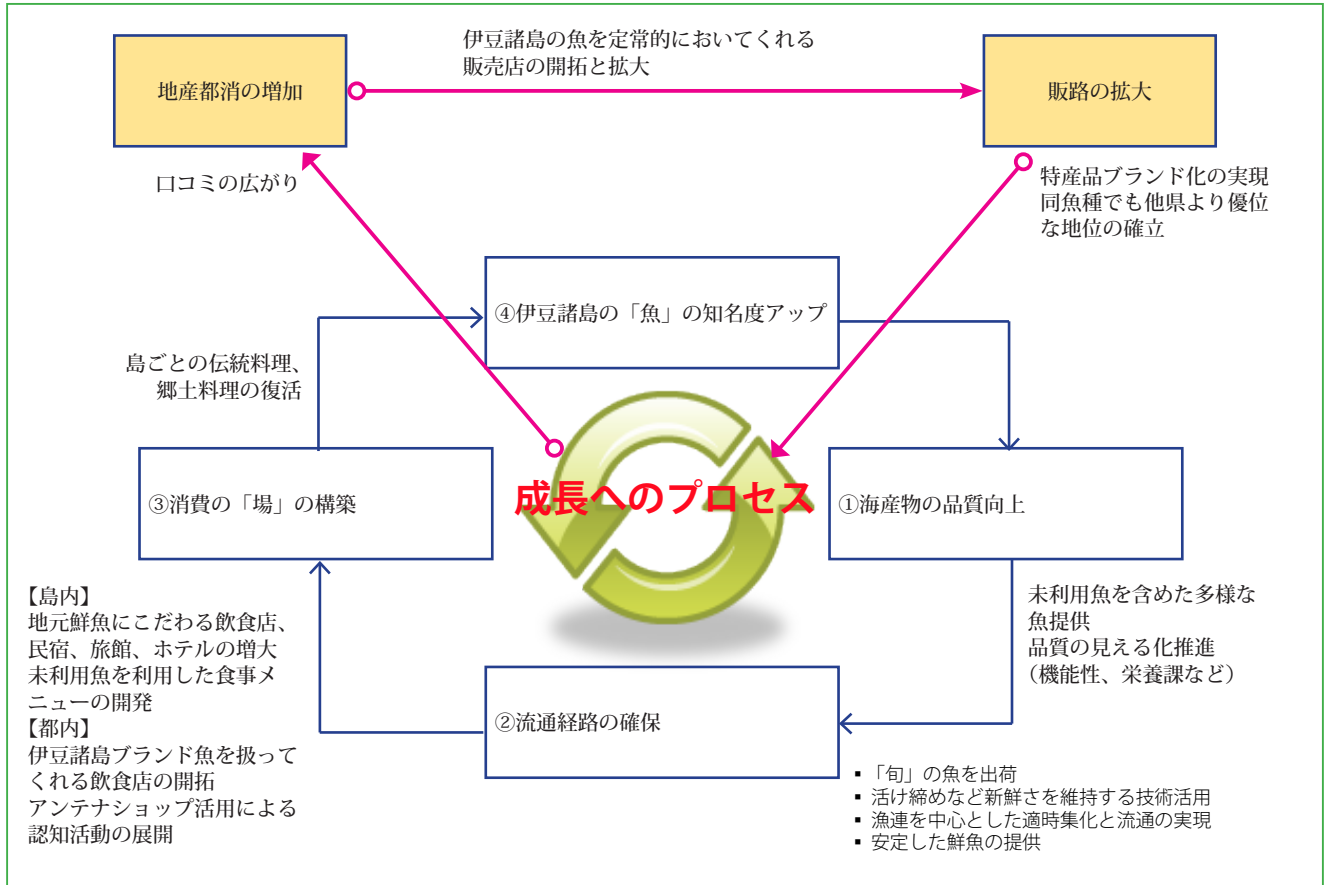 伊豆諸島の魚を定常的においてくれる
販売店の開拓と拡大
地産都消の増加
販路の拡大
口コミの広がり
特産品ブランド化の実現
同魚種でも他県より優位
な地位の確立
④伊豆諸島の「魚」の知名度アップ
島ごとの伝統料理、
郷土料理の復活
成長へのプロセス
③消費の「場」の構築
①海産物の品質向上
【島内】
地元鮮魚にこだわる飲食店、
民宿、旅館、ホテルの増大
未利用魚を利用した食事メ
ニューの開発
【都内】
伊豆諸島ブランド魚を扱って
くれる飲食店の開拓
アンテナショップ活用による
認知活動の展開
未利用魚を含めた多様な
魚提供
品質の見える化推進
（機能性、栄養課など）
②流通経路の確保
▪ 「旬」の魚を出荷
▪ 活け締めなど新鮮さを維持する技術活用
▪ 漁連を中心とした適時集化と流通の実現
▪ 安定した鮮魚の提供